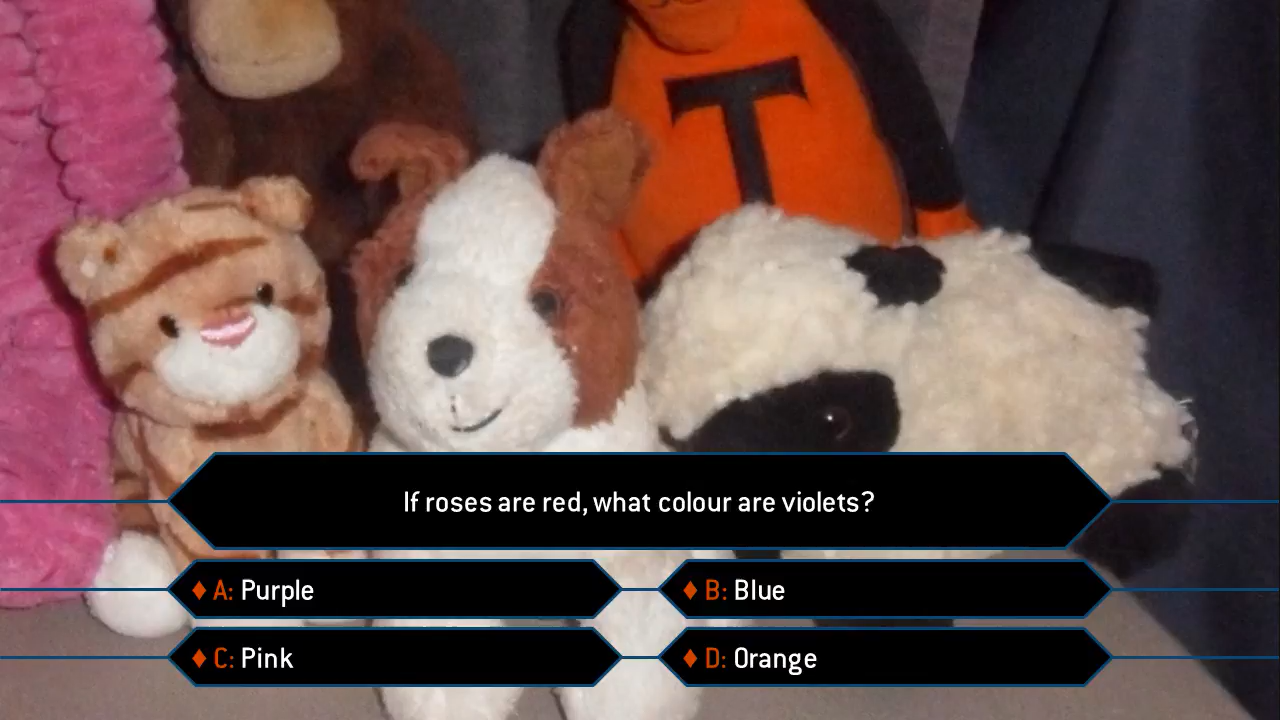 T
If roses are red, what colour are violets?
♦ A: Purple
♦ B: Blue
♦ C: Pink
♦ D: Orange